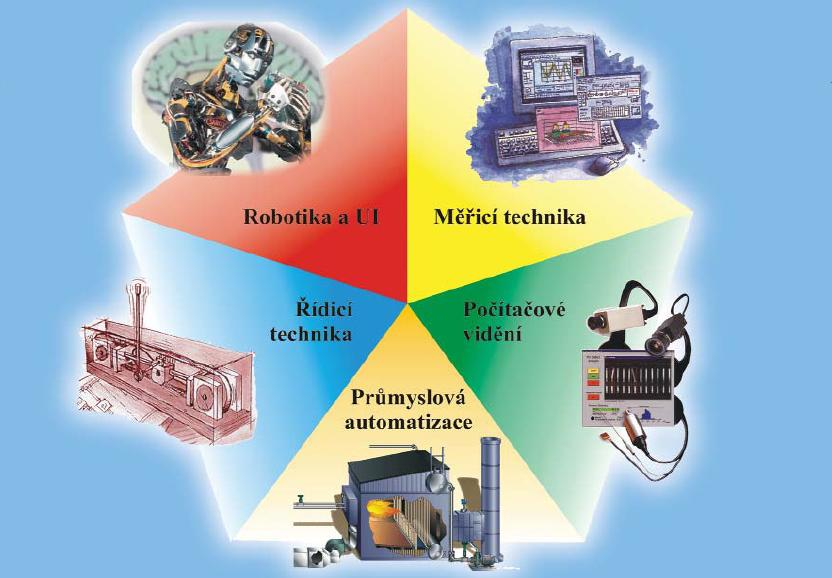 Robotika a UI
Měřicí technika
Řídicí
technika
Počítačové
vidění
Průmyslová
automatizace